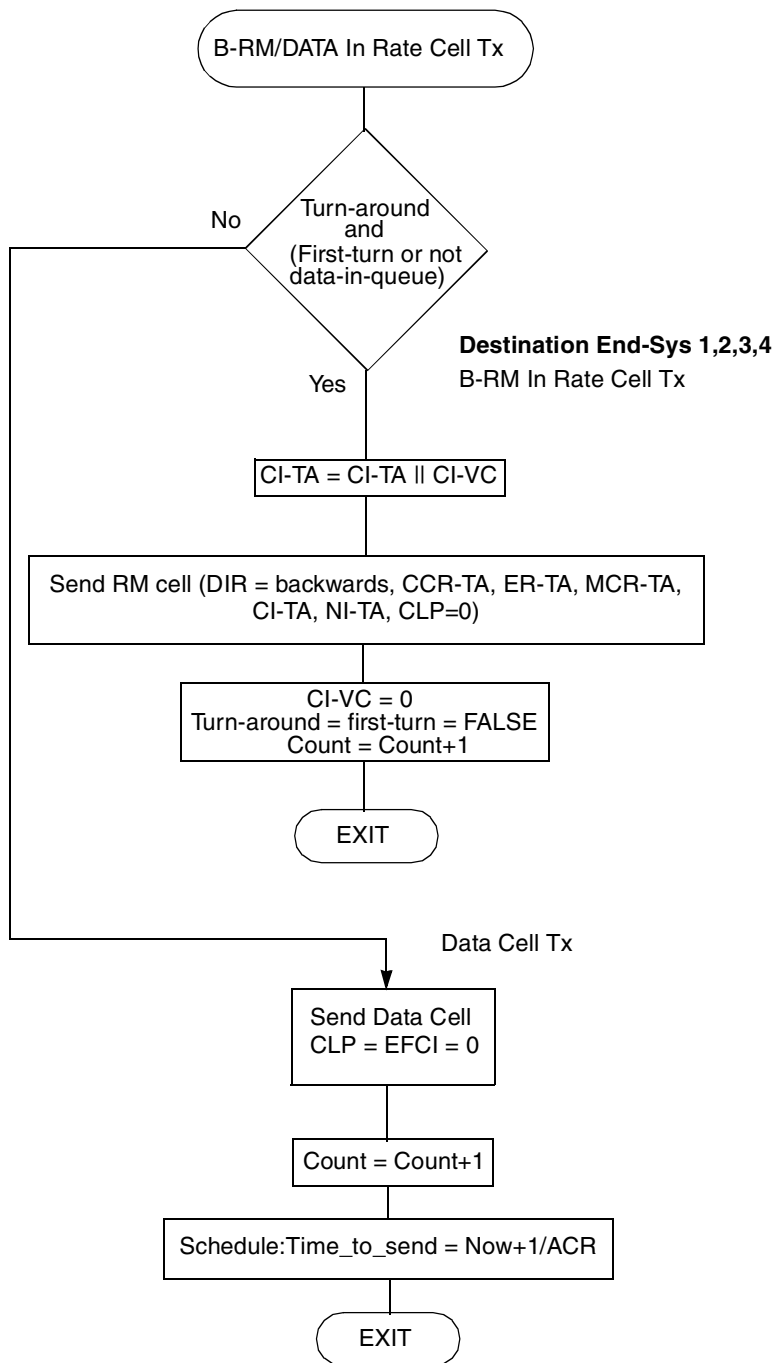 B-RM/DATA In Rate Cell Tx
No
Turn-around
and
(First-turn or not
data-in-queue)
Destination End-Sys 1,2,3,4
B-RM In Rate Cell Tx
Yes
CI-TA = CI-TA || CI-VC
Send RM cell (DIR = backwards, CCR-TA, ER-TA, MCR-TA,
CI-TA, NI-TA, CLP=0)
CI-VC = 0
Turn-around = first-turn = FALSE
Count = Count+1
EXIT
Data Cell Tx
Send Data Cell
CLP = EFCI = 0
Count = Count+1
Schedule:Time_to_send = Now+1/ACR
EXIT